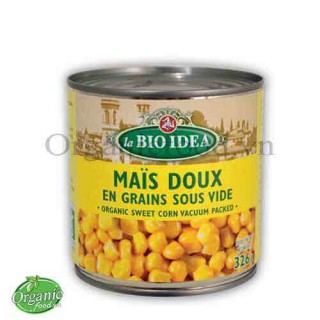 la BIO IDEA
MAÏS DOUX
EN GRAINS SOUS VIDE
• ORGANIC SWEET CORN VACUUM PACKED •
326
Organic